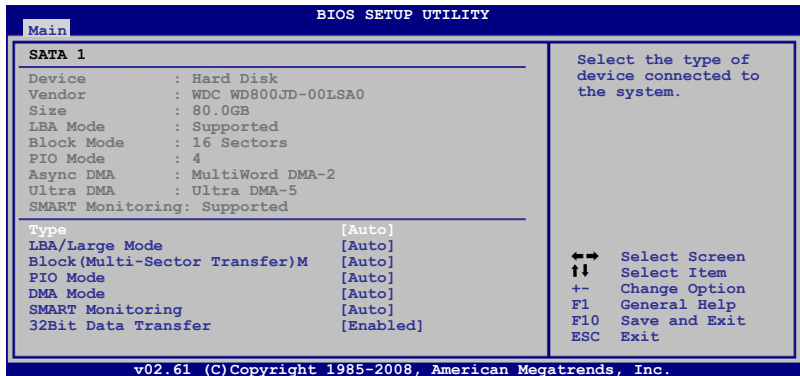 BIOS SETUP UTILITY
Main
SATA 1
Device : Hard Disk
Vendor : WDC WD800JD-00LSA0
Size : 80.0GB
LBA Mode : Supported
Block Mode : 16 Sectors
PIO Mode : 4
Async DMA : MultiWord DMA-2
Ultra DMA : Ultra DMA-5
SMART Monitoring: Supported
Type [Auto]
LBA/Large Mode [Auto]
Block(Multi-Sector Transfer)M [Auto]
PIO Mode [Auto]
DMA Mode [Auto]
SMART Monitoring [Auto]
32Bit Data Transfer [Enabled]
Select the type of
device connected to
the system.
←→ Select Screen
↑↓ Select Item
+- Change Option
F1 General Help
F10 Save and Exit
ESC Exit
v02.61 (C)Copyright 1985-2008, American Megatrends, Inc.